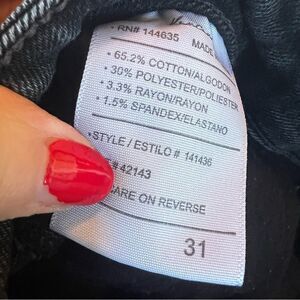 • RN# 144635 MADE
• 65.2% COTTON/ALGODON
• 30% POLYESTER/POLIESTER
• 3.3% RAYON/RAYON
• 1.5% SPANDEX/ELASTANO
• STYLE / ESTILO # 141436
#42143
CARE ON REVERSE
31